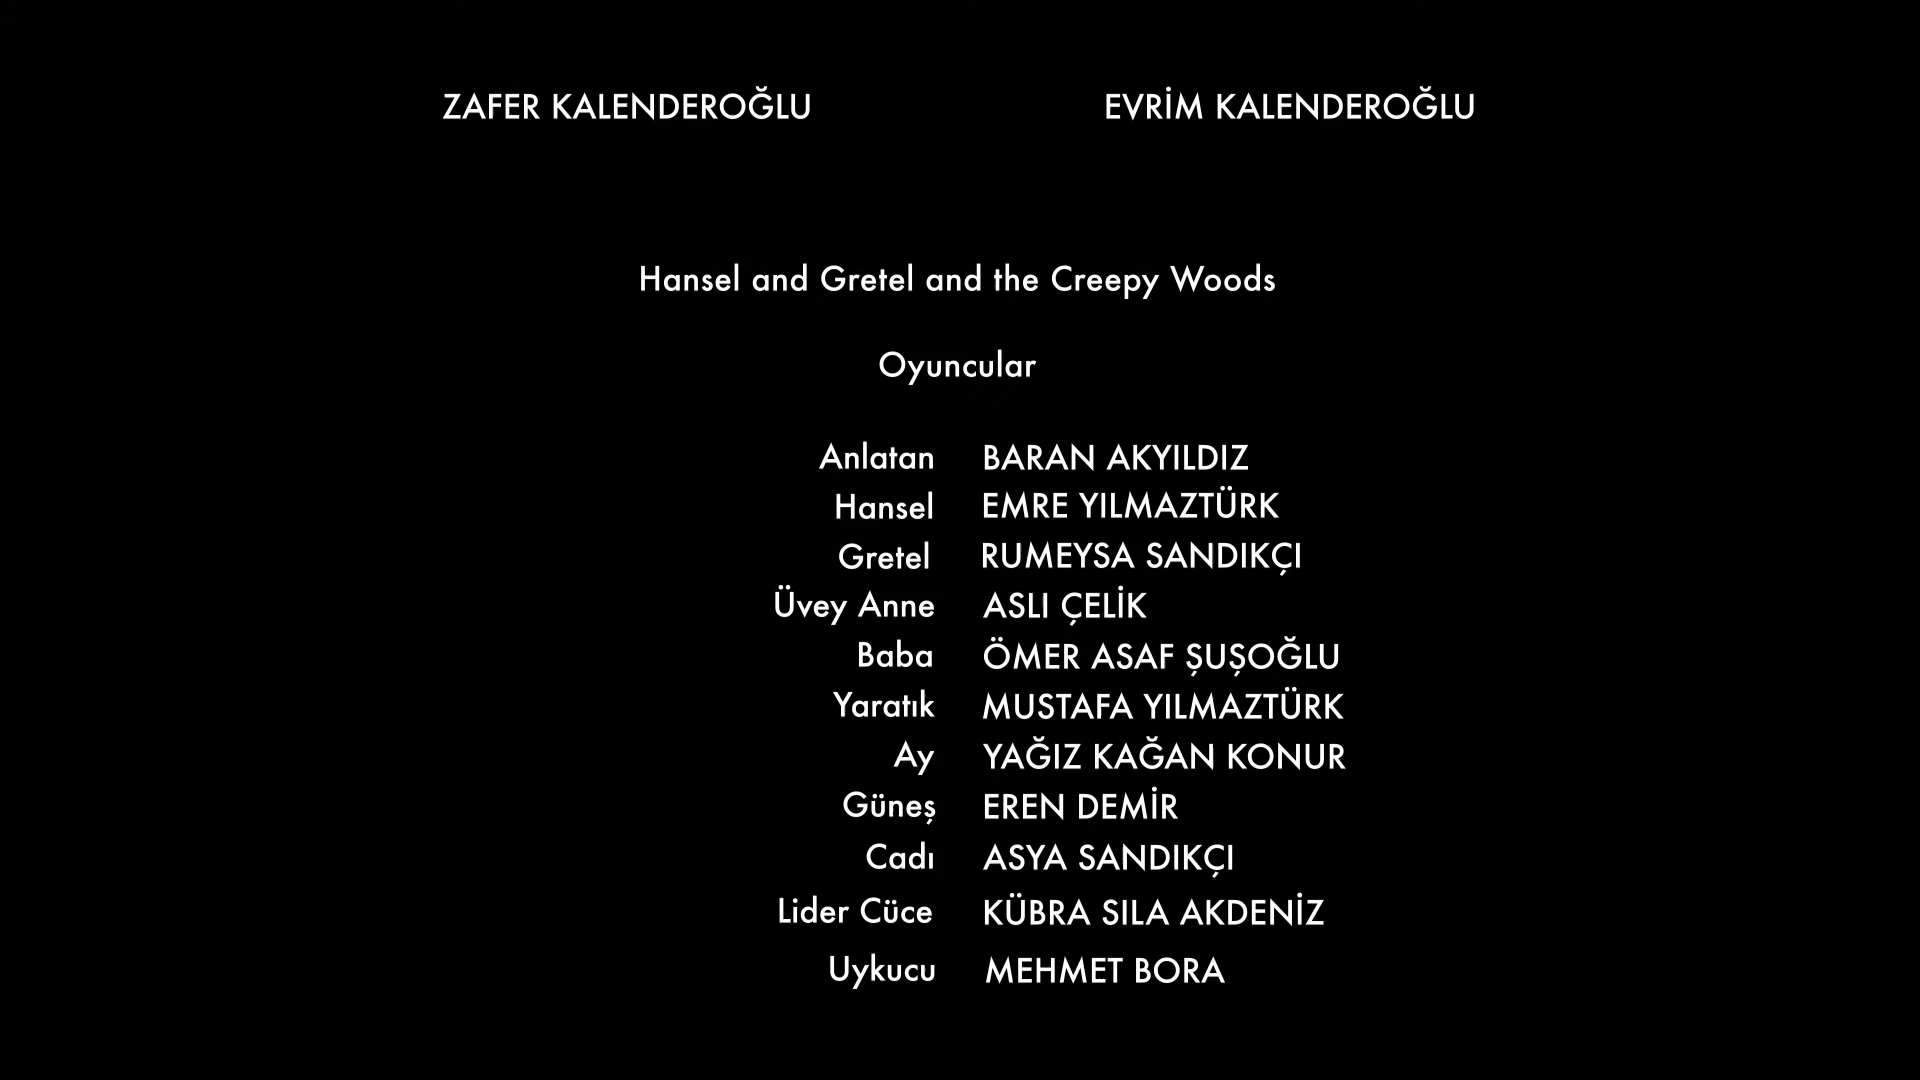 ZAFER KALENDEROĞLU EVRİM KALENDEROĞLU
Hansel and Gretel and the Creepy Woods
Oyuncular
Anlatan BARAN AKYILDIZ
Hansel EMRE YILMAZTÜRK
Gretel RUMEYSA SANDIKÇI
Üvey Anne ASLI ÇELİK
Baba ÖMER ASAF ŞUŞOĞLU
Yaratık MUSTAFA YILMAZTÜRK
Ay YAĞIZ KAĞAN KONUR
Güneş EREN DEMİR
Cadı ASYA SANDIKÇI
Lider Cüce KÜBRA SILA AKDENİZ
Uykucu MEHMET BORA